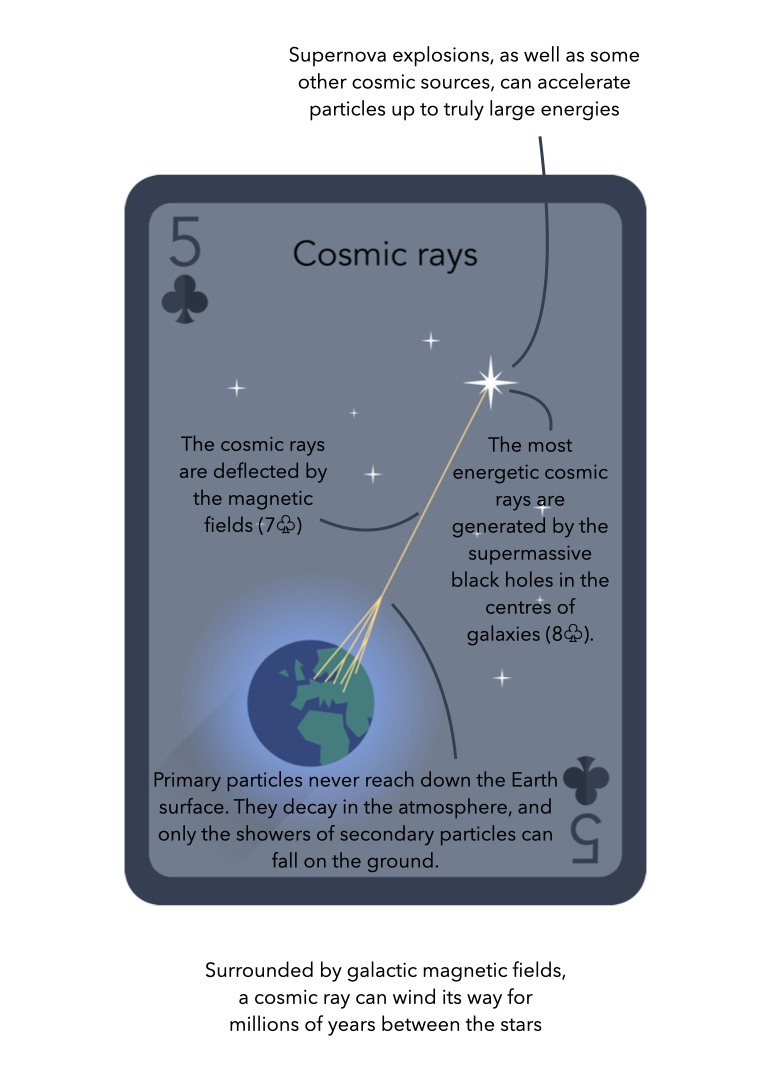 Supernova explosions, as well as some
other cosmic sources, can accelerate
particles up to truly large energies
5
Cosmic rays
The cosmic rays
are deflected by
the magnetic
fields (7♧)
The most
energetic cosmic
rays are
generated by the
supermassive
black holes in the
centres of
galaxies (8♧).
Primary particles never reach down the Earth
surface. They decay in the atmosphere, and
only the showers of secondary particles can
fall on the ground.
5
Surrounded by galactic magnetic fields,
a cosmic ray can wind its way for
millions of years between the stars